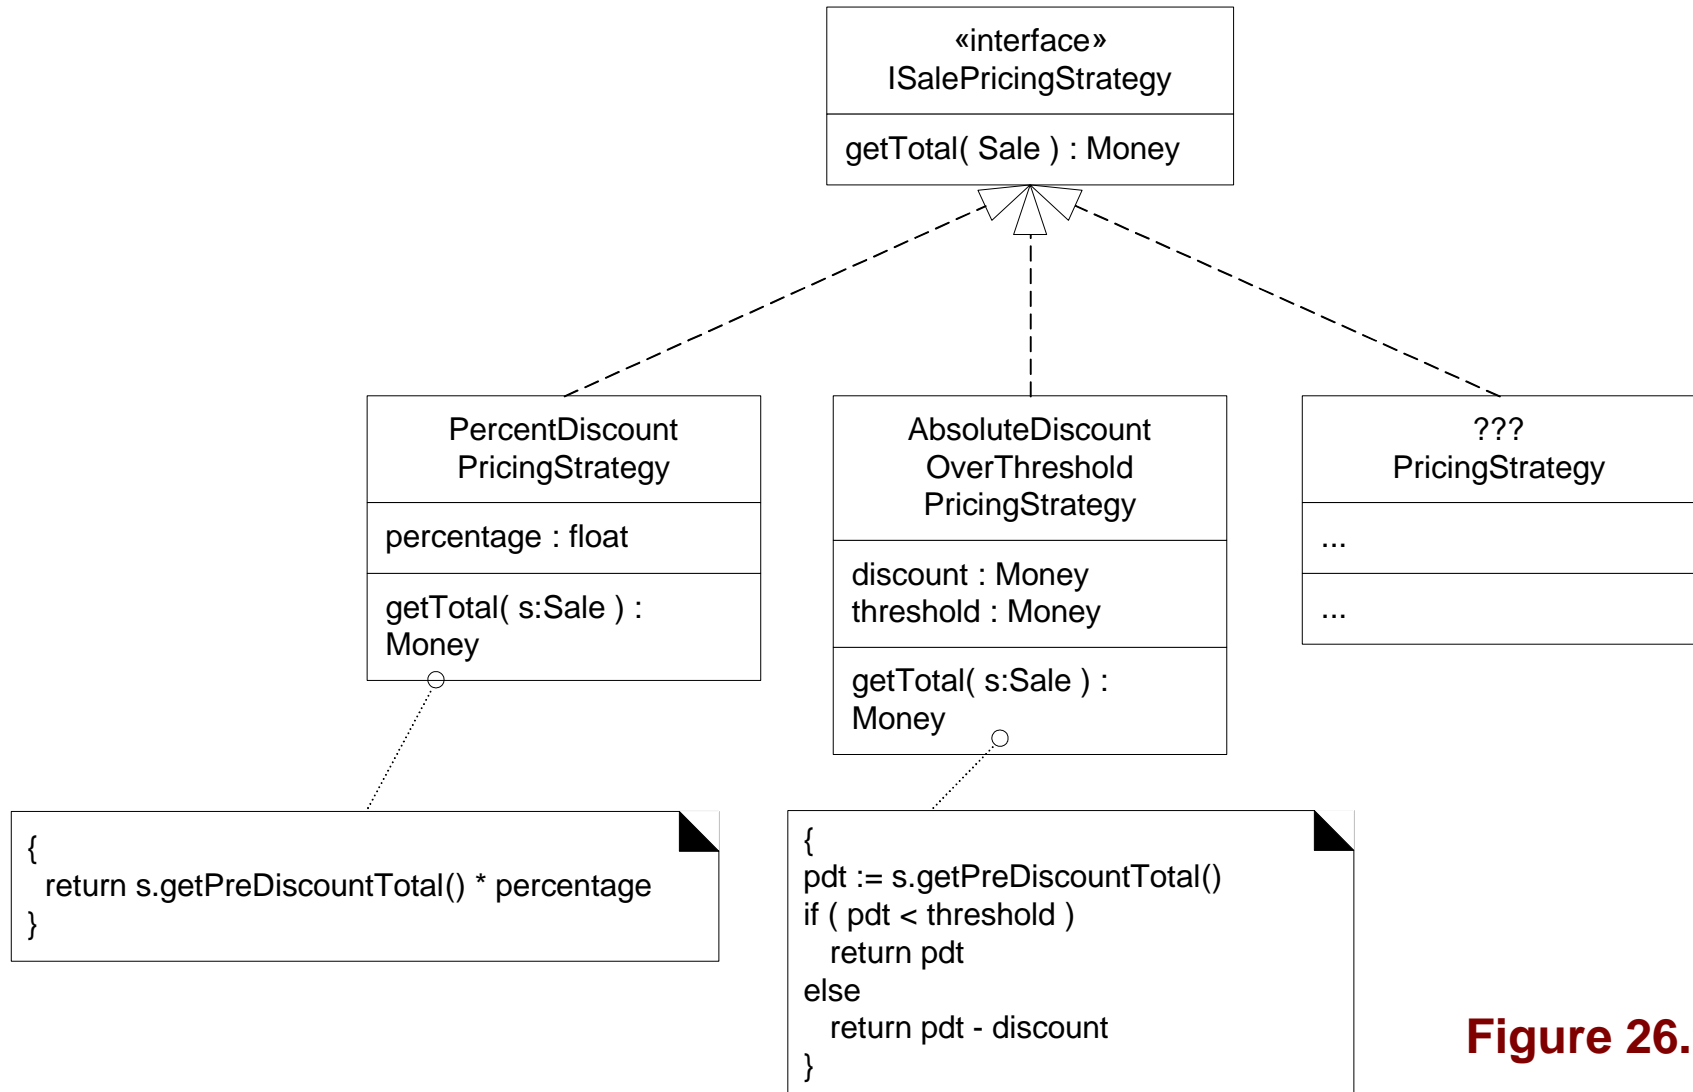 «interface»
ISalePricingStrategy
getTotal( Sale ) : Money
PercentDiscount
PricingStrategy
percentage : float
getTotal( s:Sale ) :
Money
AbsoluteDiscount
OverThreshold
PricingStrategy
discount : Money
threshold : Money
getTotal( s:Sale ) :
Money
???
PricingStrategy
...
...
{
return s.getPreDiscountTotal() * percentage
}
{
pdt := s.getPreDiscountTotal()
if ( pdt < threshold )
return pdt
else
return pdt - discount
}
Figure 26.